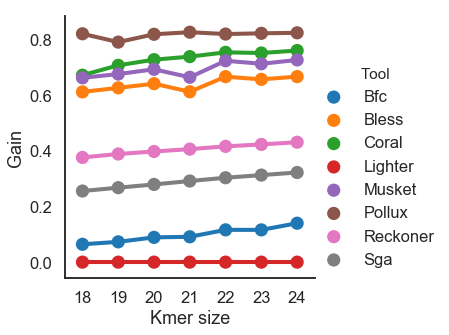 0.8
0.6
0.4
0.2
0.0
Gain
18 19 20 21 22 23 24
Kmer size
Tool
Bfc
Bless
Coral
Lighter
Musket
Pollux
Reckoner
Sga